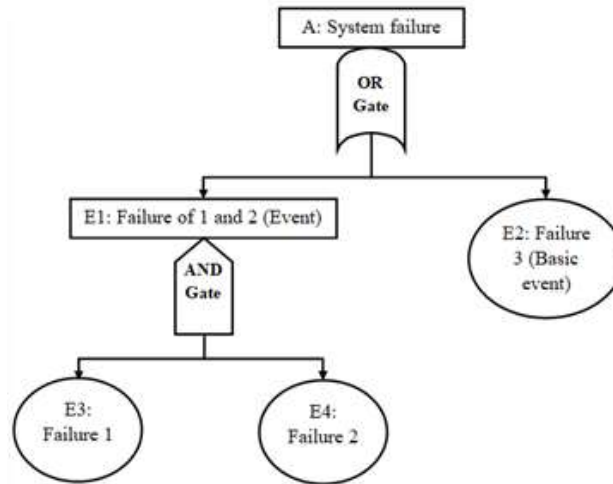 A: System failure
OR
Gate
E1: Failure of 1 and 2 (Event)
E2: Failure
3 (Basic
event)
AND
Gate
E3:
Failure 1
E4:
Failure 2